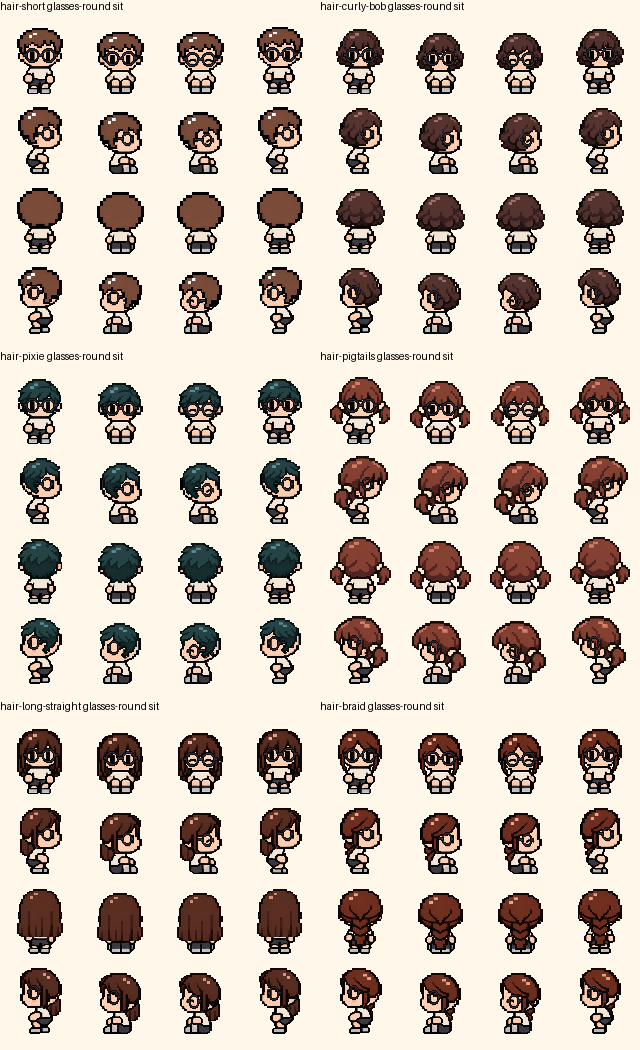 hair-short glasses-round sit
hair-curly-bob glasses-round sit
hair-pixie glasses-round sit
hair-pigtails glasses-round sit
hair-long-straight glasses-round sit
hair-braid glasses-round sit